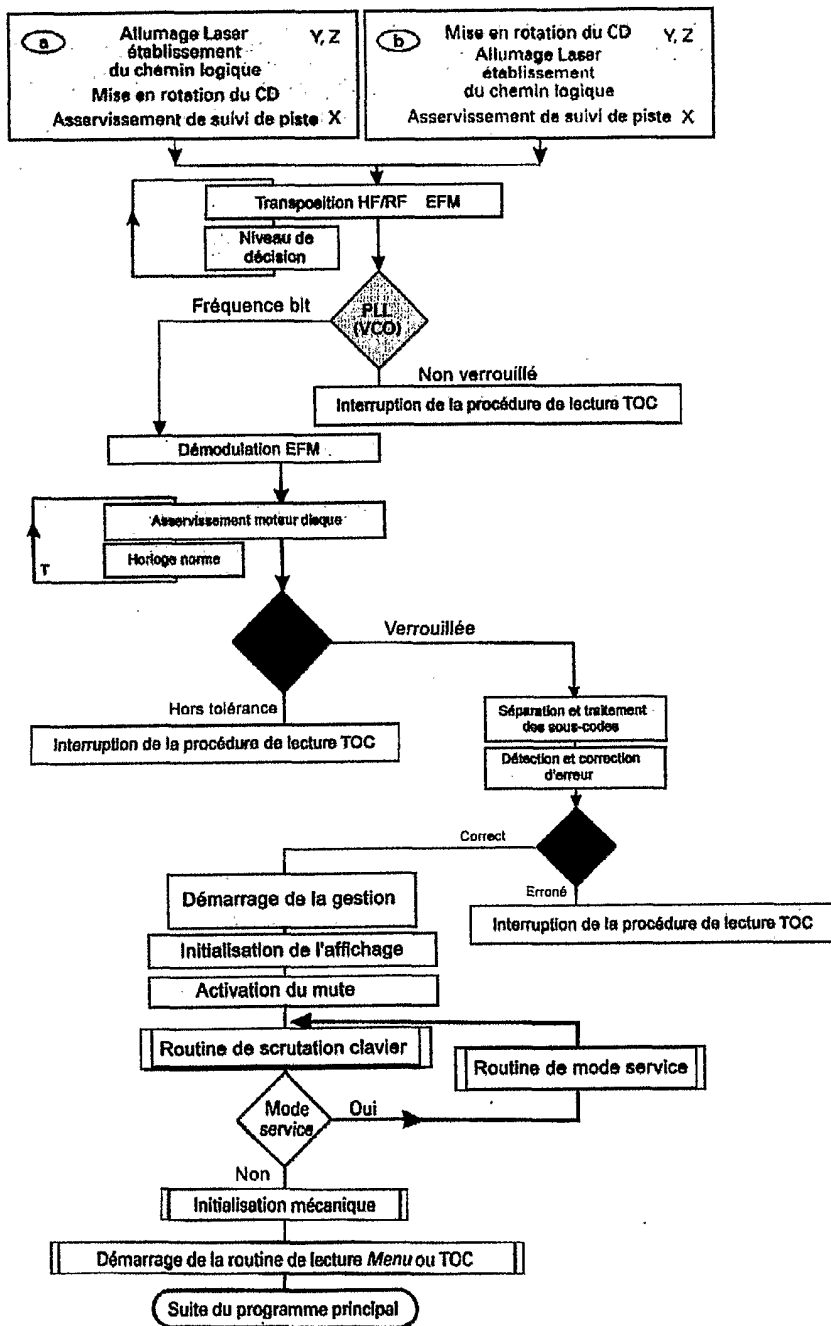 a
Allumage Laser
Y, Z
établissement
du chemin logique
Mise en rotation du CD
Asservissement de suivi de piste X
b
Mise en rotation du CD
Y, Z
Allumage Laser
établissement
du chemin logique
Asservissement de suivi de piste X
Transposition HF/RF EFM
Niveau de
décision
Fréquence bit
PLL
(VCO)
Non verrouillé
Interruption de la procédure de lecture TOC
Démodulation EFM
Asservissement moteur disque
Horloge norme
T
Verrouillée
Hors tolérance
Interruption de la procédure de lecture TOC
Séparation et traitement
des sous-codes
Détection et correction
d'erreur
Correct
Erroné
Interruption de la procédure de lecture TOC
Démarrage de la gestion
Initialisation de l'affichage
Activation du mute
Routine de scrutation clavier
Routine de mode service
Mode
service
Oui
Non
Initialisation mécanique
Démarrage de la routine de lecture Menu ou TOC
Suite du programme principal